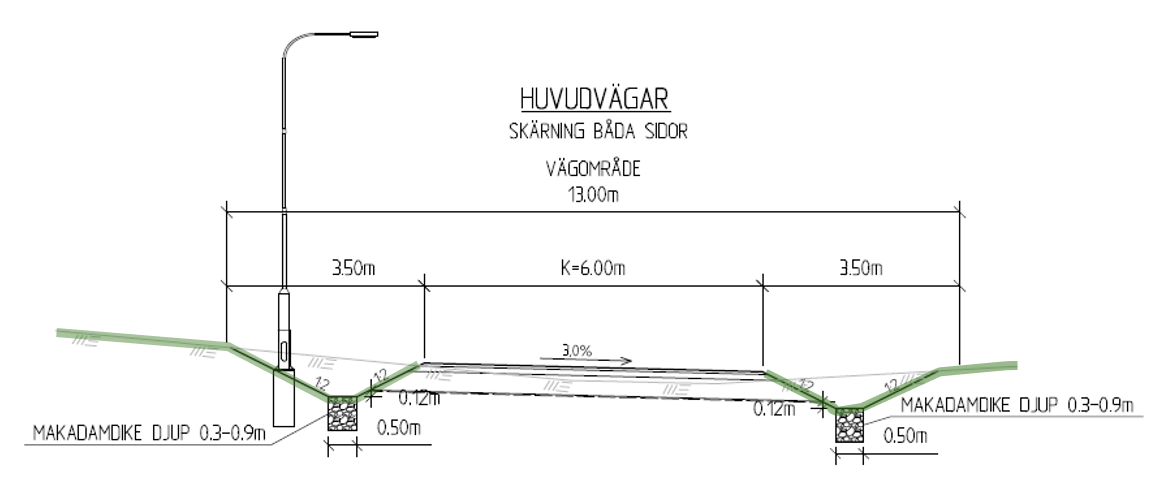 HUVUDVÄGAR
SKÄRNING BÅDA SIDOR
VÄGOMRÅDE
13.00m
3.50m
K=6.00m
3.50m
3,0%
1:2
1:2
1:2
1:2
0.12m
0.12m
MAKADAMDIKE DJUP 0.3-0.9m
0.50m
MAKADAMDIKE DJUP 0.3-0.9m
0.50m